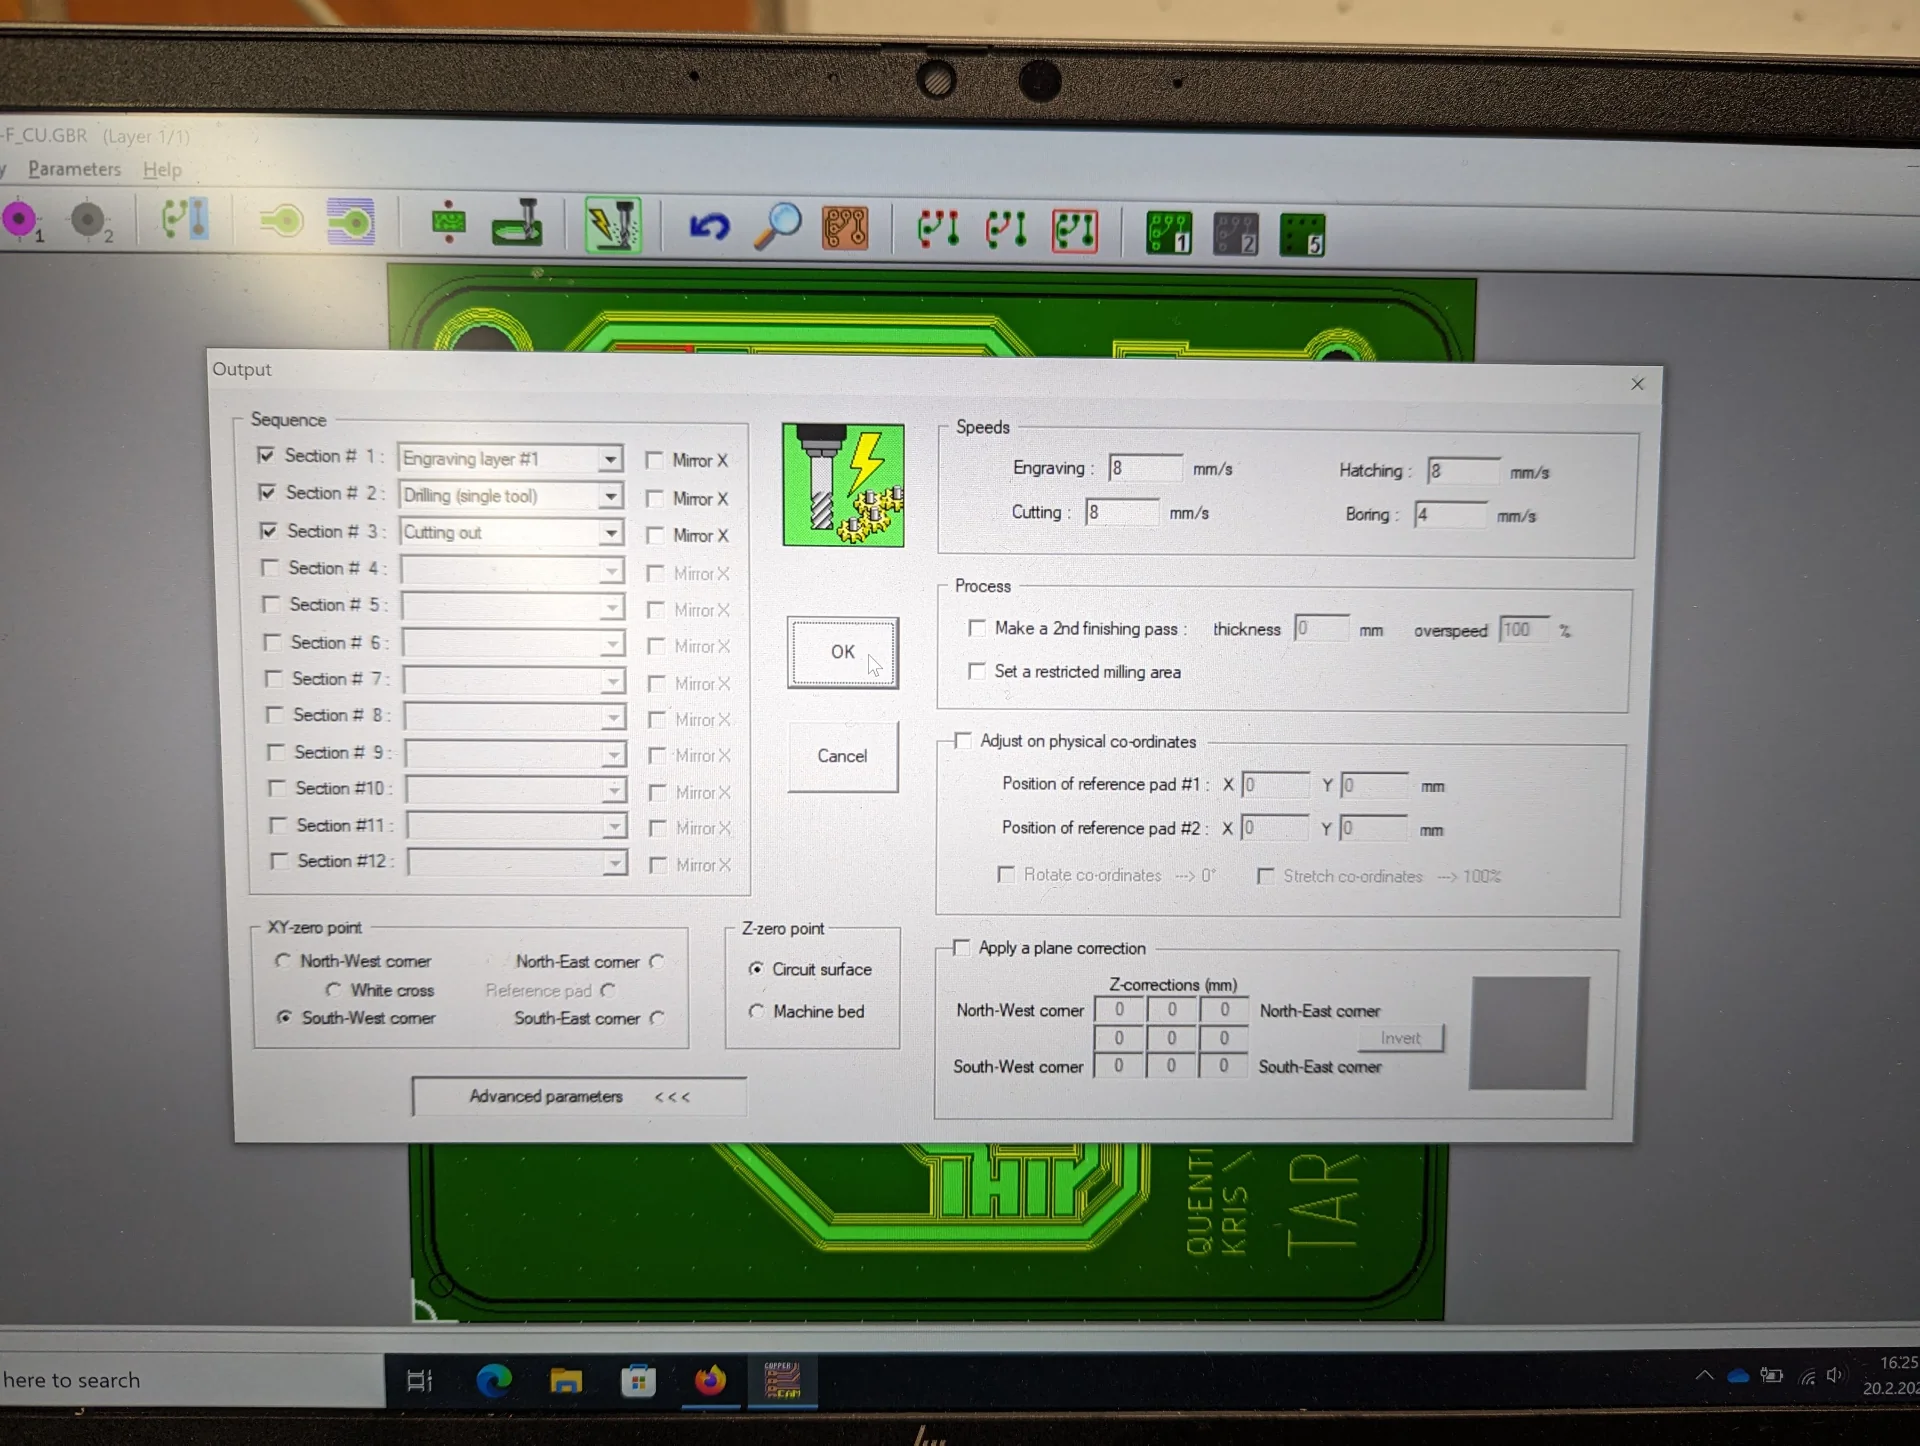 -F_CU.GBR (Layer 1/1)
y Parameters Help
1 2 1 2 5
Output
Sequence
Section # 1 : Engraving layer #1 Mirror X
Section # 2 : Drilling (single tool) Mirror X
Section # 3 : Cutting out Mirror X
Section # 4 : Mirror X
Section # 5 : Mirror X
Section # 6 : Mirror X
Section # 7 : Mirror X
Section # 8 : Mirror X
Section # 9 : Mirror X
Section #10 : Mirror X
Section #11 : Mirror X
Section #12 : Mirror X
OK
Cancel
Speeds
Engraving : 8 mm/s Hatching : 8 mm/s
Cutting : 8 mm/s Boring : 4 mm/s
Process
Make a 2nd finishing pass : thickness 0 mm overspeed 100 %
Set a restricted milling area
Adjust on physical co-ordinates
Position of reference pad #1 : X 0 Y 0 mm
Position of reference pad #2 : X 0 Y 0 mm
Rotate co-ordinates ---> 0° Stretch co-ordinates ---> 100%
XY-zero point
North-West corner North-East corner
White cross Reference pad
South-West corner South-East corner
Z-zero point
Circuit surface
Machine bed
Apply a plane correction
Z-corrections (mm)
North-West corner 0 0 0 North-East corner
0 0 0 Invert
South-West corner 0 0 0 South-East corner
Advanced parameters <<<
QUENTI
KRIS
TAR
here to search
COPPER
CAM
16.25
20.2.202
hp